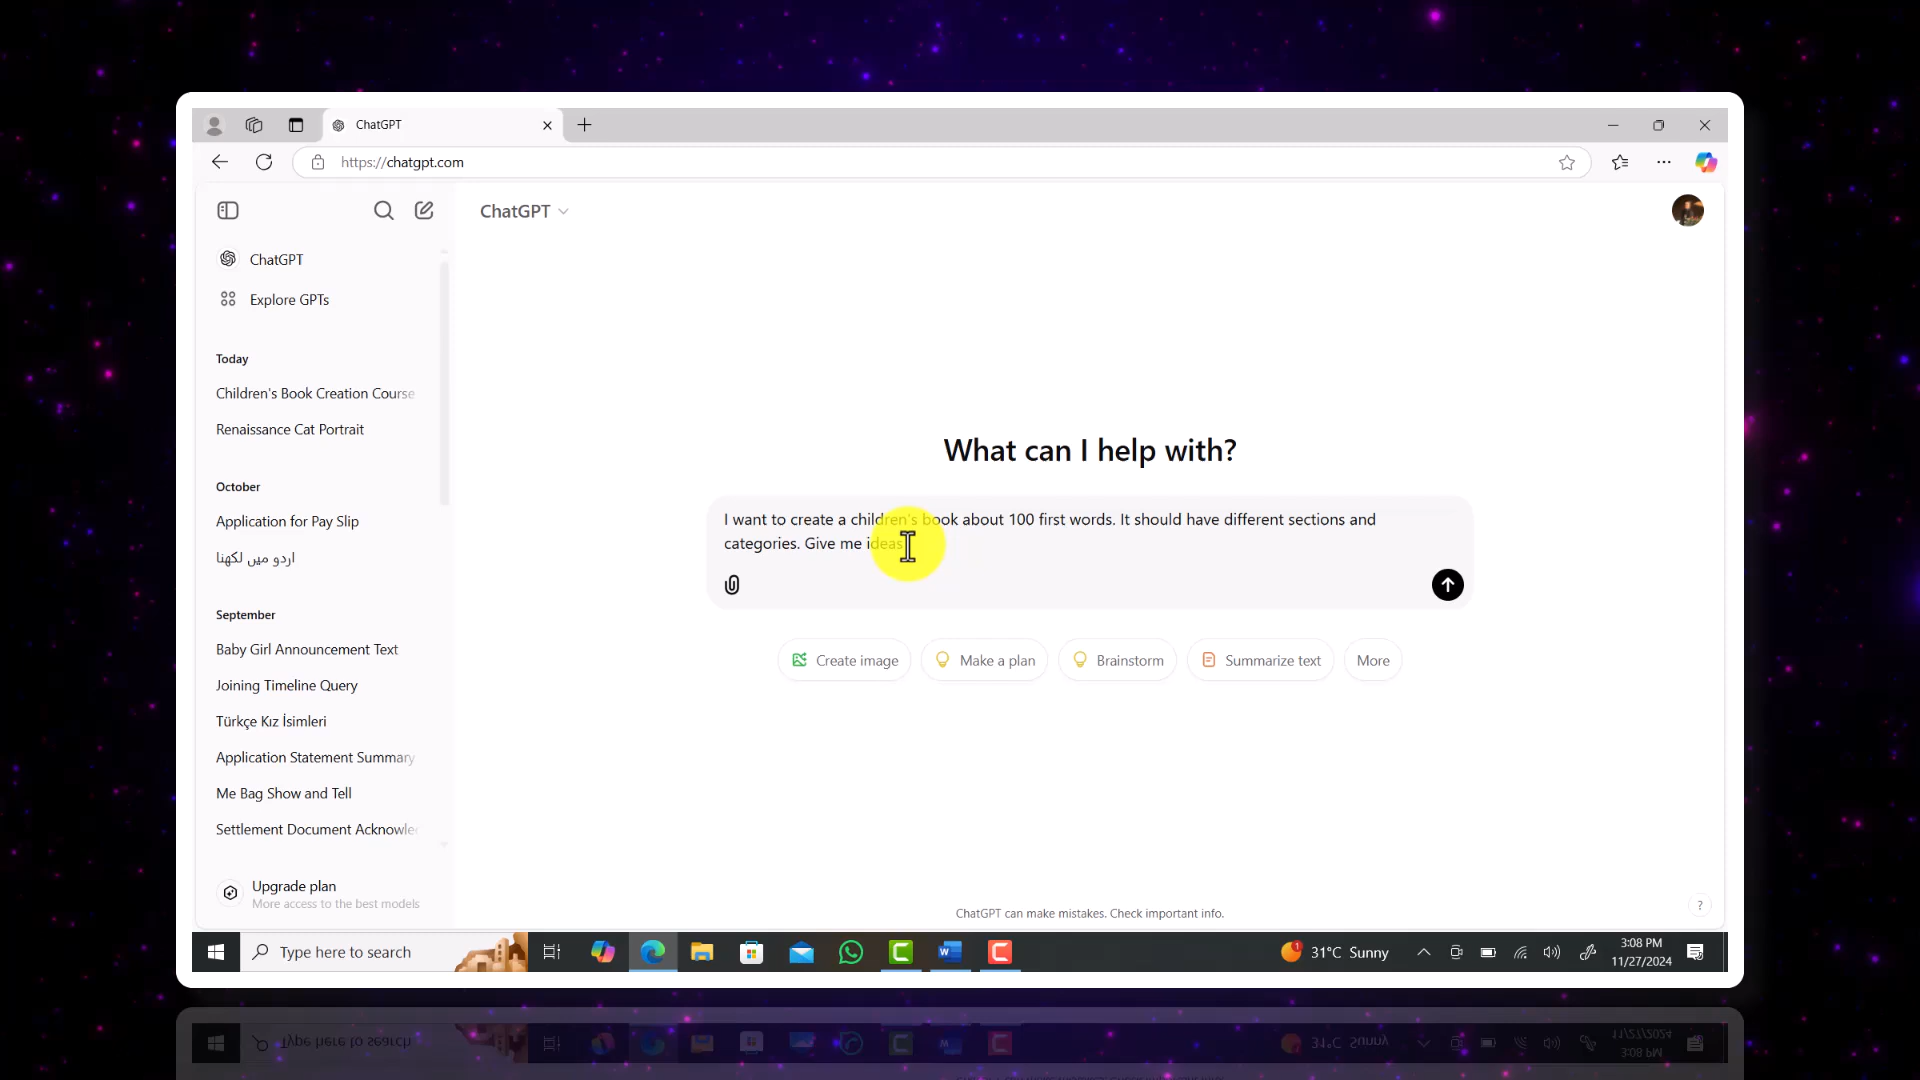 ChatGPT
https://chatgpt.com
ChatGPT
ChatGPT
Explore GPTs
Today
Children's Book Creation Course
Renaissance Cat Portrait
October
Application for Pay Slip
اردو میں لکھنا
September
Baby Girl Announcement Text
Joining Timeline Query
Türkçe Kız İsimleri
Application Statement Summary
Me Bag Show and Tell
Settlement Document Acknowle
Upgrade plan
More access to the best models
What can I help with?
I want to create a children's book about 100 first words. It should have different sections and
categories. Give me ideas
Create image
Make a plan
Brainstorm
Summarize text
More
ChatGPT can make mistakes. Check important info.
?
Type here to search
1
31°C Sunny
3:08 PM
11/27/2024